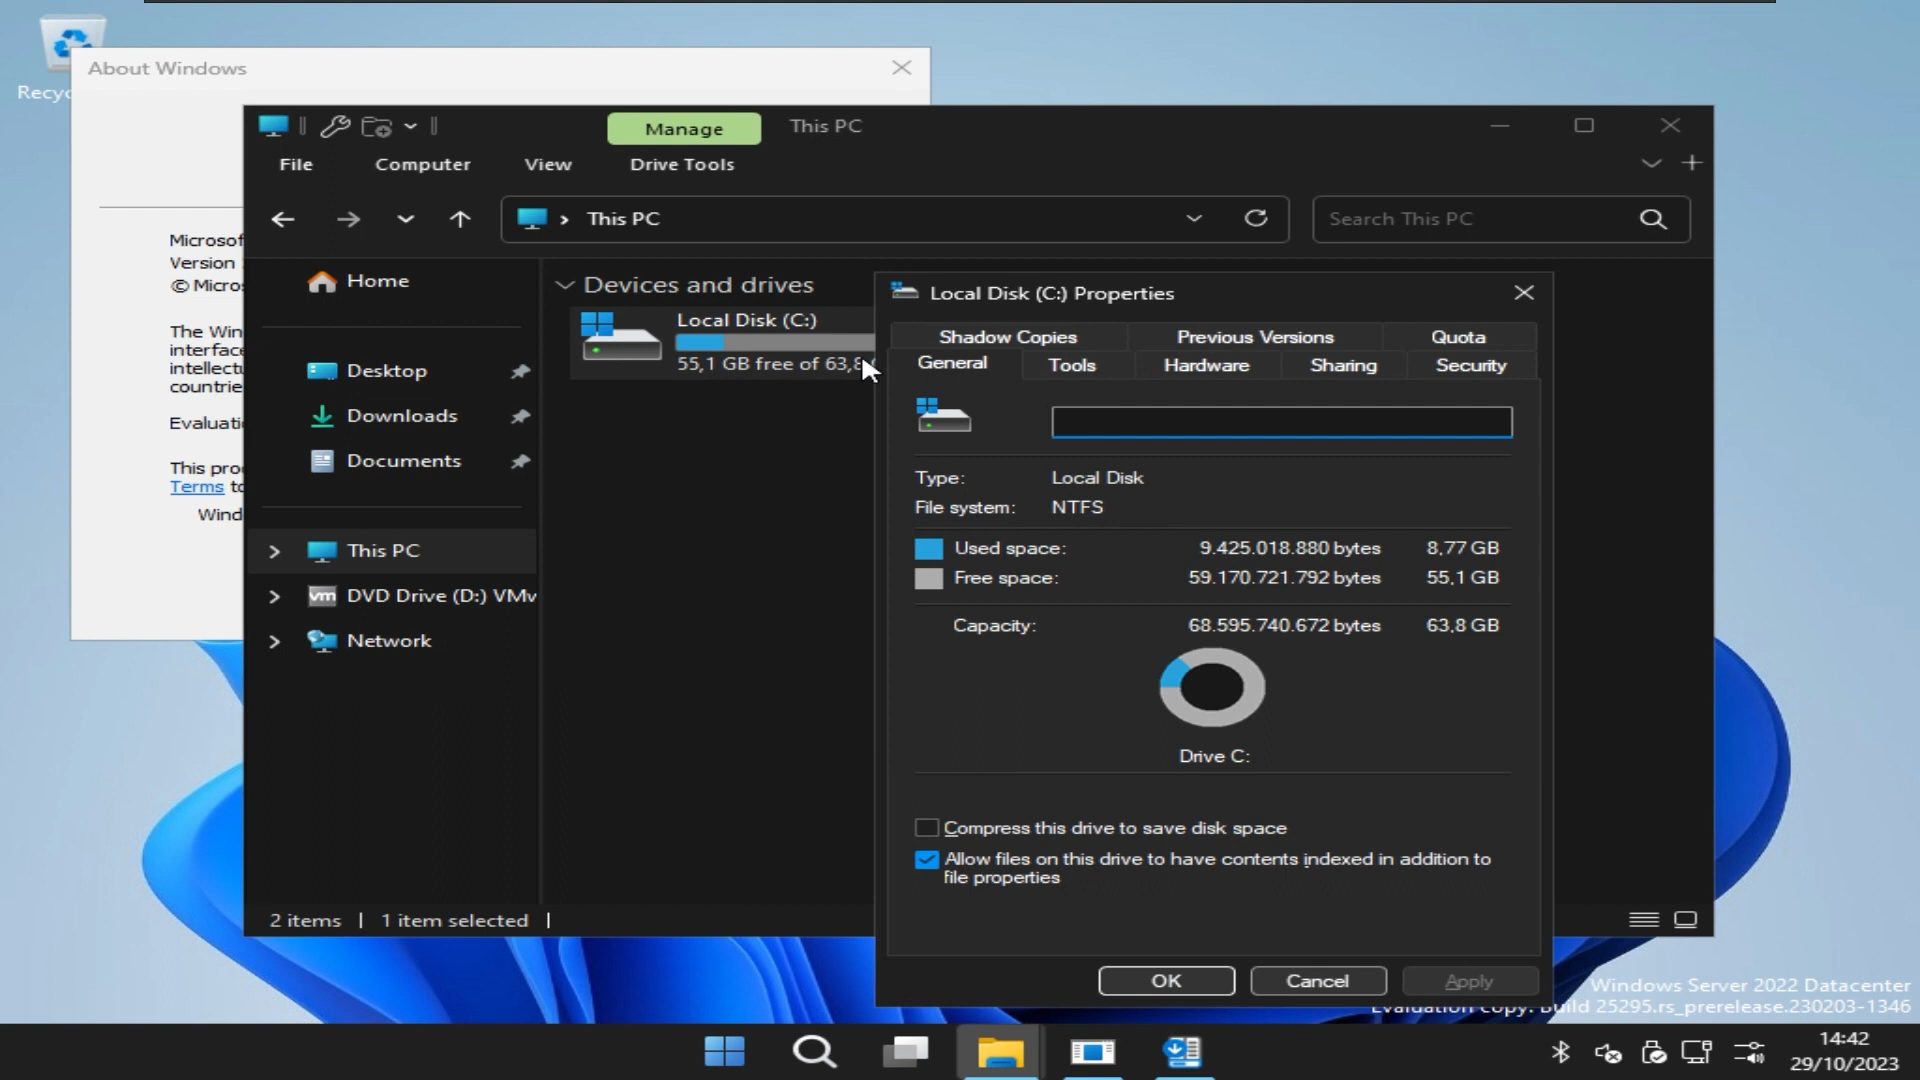 Recyc
About Windows
Manage
This PC
File
Computer
View
Drive Tools
This PC
Search This PC
Microsof
Version
© Micro
The Win
interface
intellectu
countrie
Evaluati
This pro
Terms to
Wind
Home
Desktop
Downloads
Documents
This PC
vm DVD Drive (D:) VMw
Network
Devices and drives
Local Disk (C:)
55,1 GB free of 63,8
Local Disk (C:) Properties
Shadow Copies
Previous Versions
Quota
General
Tools
Hardware
Sharing
Security
Type: Local Disk
File system: NTFS
Used space: 9.425.018.880 bytes 8,77 GB
Free space: 59.170.721.792 bytes 55,1 GB
Capacity: 68.595.740.672 bytes 63,8 GB
Drive C:
Compress this drive to save disk space
Allow files on this drive to have contents indexed in addition to
file properties
OK
Cancel
Apply
2 items
1 item selected
Windows Server 2022 Datacenter
Evaluation copy. Build 25295.rs_prerelease.230203-1346
14:42
29/10/2023